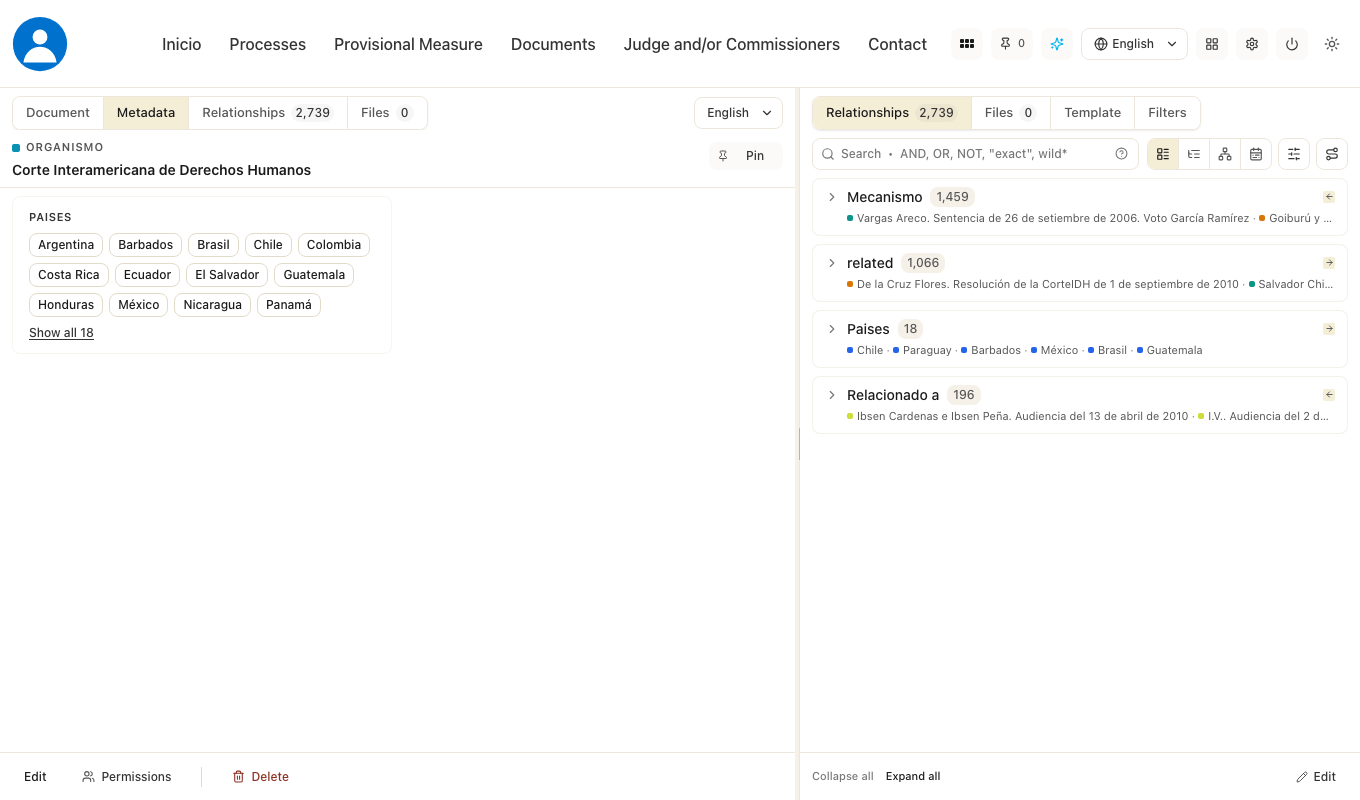 Inicio Processes Provisional Measure Documents Judge and/or Commissioners Contact 0 English
Document Metadata Relationships 2,739 Files 0 English
ORGANISMO
Corte Interamericana de Derechos Humanos
Pin
PAISES
Argentina Barbados Brasil Chile Colombia
Costa Rica Ecuador El Salvador Guatemala
Honduras México Nicaragua Panamá
Show all 18
Edit Permissions Delete
Relationships 2,739 Files 0 Template Filters
Search • AND, OR, NOT, "exact", wild*
Mecanismo 1,459
Vargas Areco. Sentencia de 26 de setiembre de 2006. Voto García Ramírez · Goiburú y ...
related 1,066
De la Cruz Flores. Resolución de la CorteIDH de 1 de septiembre de 2010 · Salvador Chi...
Paises 18
Chile · Paraguay · Barbados · México · Brasil · Guatemala
Relacionado a 196
Ibsen Cardenas e Ibsen Peña. Audiencia del 13 de abril de 2010 · I.V.. Audiencia del 2 d...
Collapse all Expand all Edit